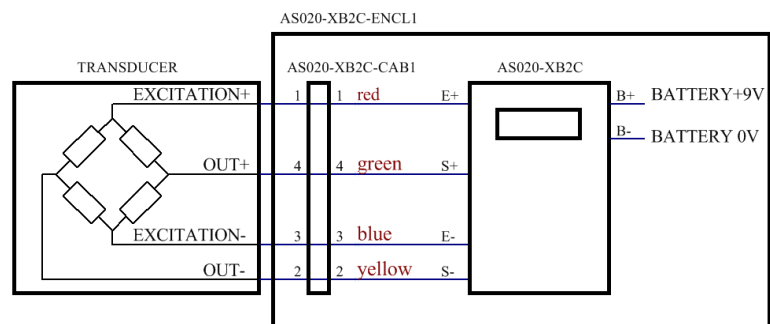 AS020-XB2C-ENCL1
TRANSDUCER AS020-XB2C-CAB1 AS020-XB2C
EXCITATION+ 1 1 red E+ B+ BATTERY+9V
B- BATTERY 0V
OUT+ 4 4 green S+
EXCITATION- 3 3 blue E-
OUT- 2 2 yellow S-